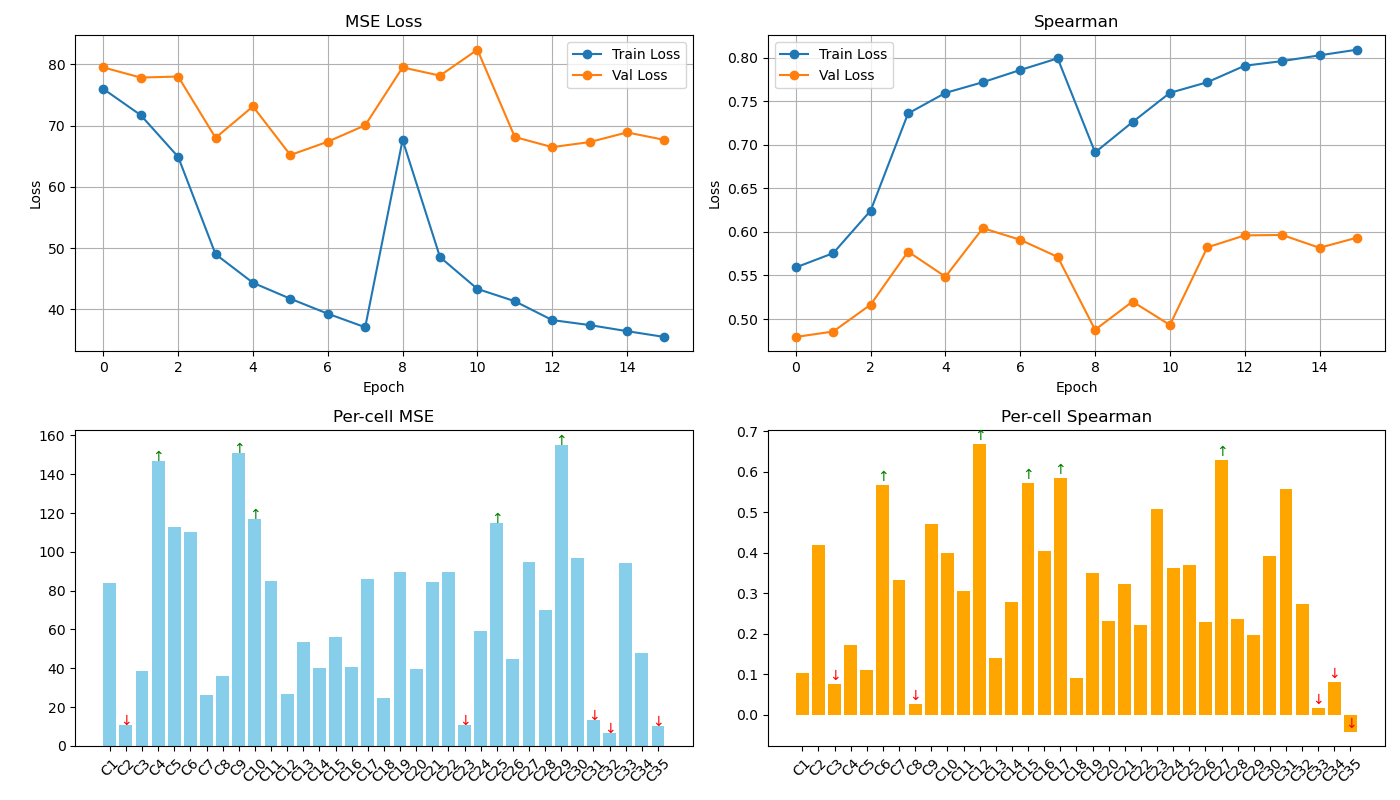 MSE Loss
80
70
60
50
40
Loss
Train Loss
Val Loss
0 2 4 6 8 10 12 14
Epoch
Spearman
0.80
0.75
0.70
0.65
0.60
0.55
0.50
Loss
Train Loss
Val Loss
0 2 4 6 8 10 12 14
Epoch
Per-cell MSE
160
140
120
100
80
60
40
20
0
↑ ↑ ↑ ↑ ↑
↓ ↓ ↓ ↓ ↓
C1 C2 C3 C4 C5 C6 C7 C8 C9 C10 C11 C12 C13 C14 C15 C16 C17 C18 C19 C20 C21 C22 C23 C24 C25 C26 C27 C28 C29 C30 C31 C32 C33 C34 C35
Per-cell Spearman
0.7
0.6
0.5
0.4
0.3
0.2
0.1
0.0
↑ ↑ ↑ ↑ ↑
↓ ↓ ↓ ↓ ↓
C1 C2 C3 C4 C5 C6 C7 C8 C9 C10 C11 C12 C13 C14 C15 C16 C17 C18 C19 C20 C21 C22 C23 C24 C25 C26 C27 C28 C29 C30 C31 C32 C33 C34 C35